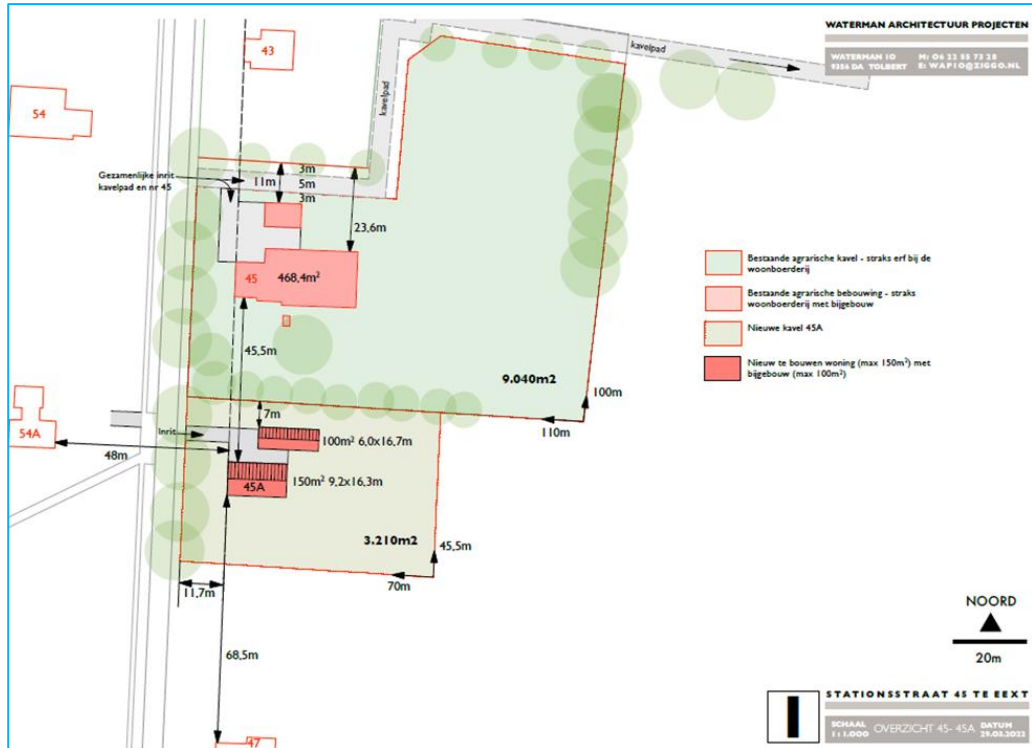 WATERMAN ARCHITECTUUR PROJECTEN
WATERMAN 10 M: 06 22 55 73 28
9356 DA TOLBERT E: WAP10@ZIGGO.NL
43
kavelpad
54
kavelpad
Gezamenlijke inrit
kavelpad en nr 45
3m
11m
5m
3m
23,6m
45
468,4m²
Bestaande agrarische kavel - straks erf bij de
woonboerderij
Bestaande agrarische bebouwing - straks
woonboerderij met bijgebouw
Nieuwe kavel 45A
Nieuw te bouwen woning (max 150m²) met
bijgebouw (max 100m²)
45,5m
9.040m2
100m
7m
110m
54A
Inrit
100m² 6,0x16,7m
48m
150m² 9,2x16,3m
45A
3.210m2
45,5m
70m
11,7m
NOORD
20m
68,5m
47
STATIONSSTRAAT 45 TE EEXT
SCHAAL
1:1.000
OVERZICHT 45- 45A
DATUM
29.03.2022